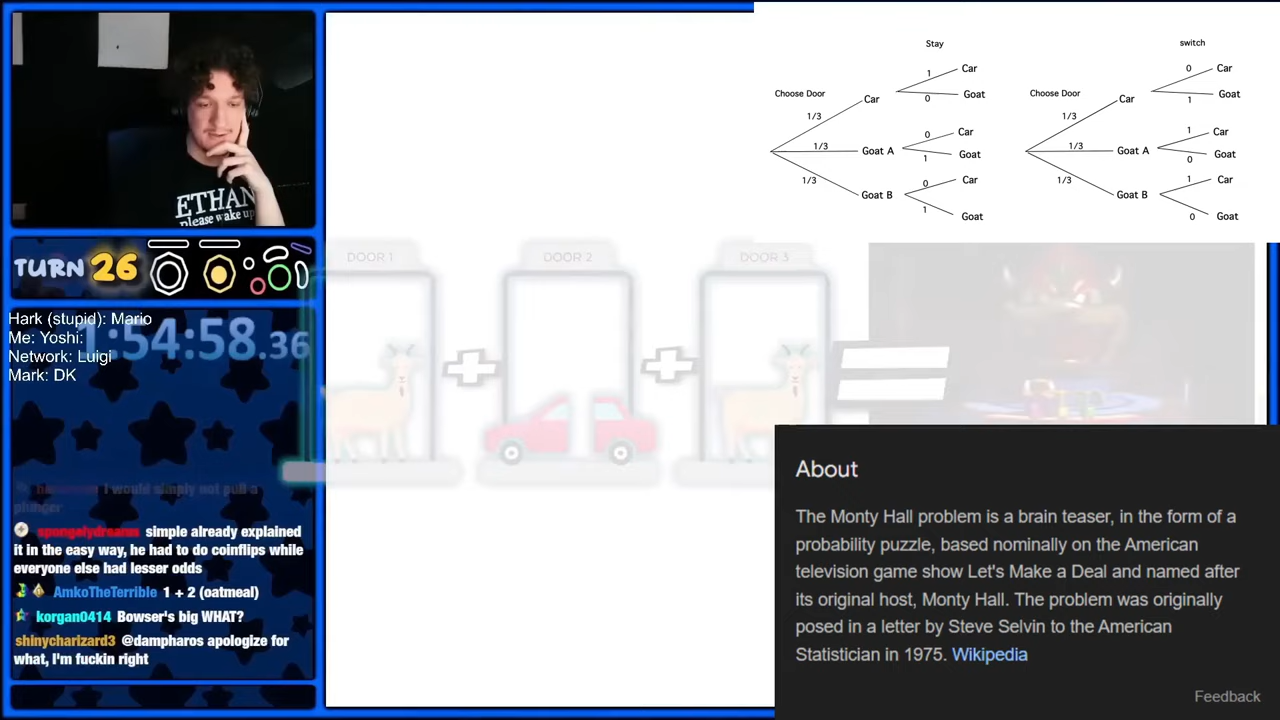 ETHAN
please wake up
TURN 26
1:54:58.36
Hark (stupid): Mario
Me: Yoshi:
Network: Luigi
Mark: DK
I would simply not pull a
plunger
spongelydreams simple already explained
it in the easy way, he had to do coinflips while
everyone else had lesser odds
AmkoTheTerrible 1 + 2 (oatmeal)
korgan0414 Bowser's big WHAT?
shinycharizard3 @dampharos apologize for
what, I'm fuckin right
DOOR 1
DOOR 2
DOOR 3
Stay
Choose Door
1/3
1/3
1/3
Car
Goat A
Goat B
1
0
0
1
0
1
Car
Goat
Car
Goat
Car
Goat
switch
Choose Door
1/3
1/3
1/3
Car
Goat A
Goat B
0
1
1
0
1
0
Car
Goat
Car
Goat
Car
Goat
About
The Monty Hall problem is a brain teaser, in the form of a
probability puzzle, based nominally on the American
television game show Let's Make a Deal and named after
its original host, Monty Hall. The problem was originally
posed in a letter by Steve Selvin to the American
Statistician in 1975. Wikipedia
Feedback